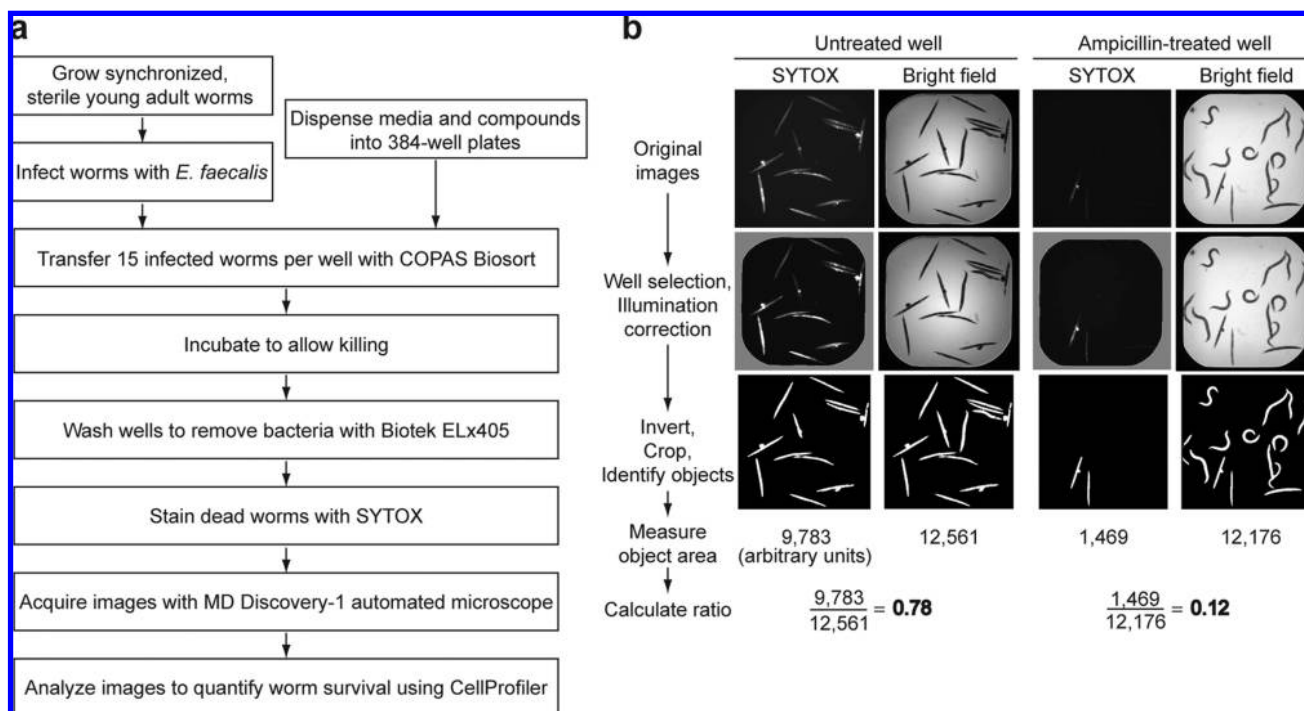 a
Grow synchronized,
sterile young adult worms
Dispense media and compounds
into 384-well plates
Infect worms with E. faecalis
Transfer 15 infected worms per well with COPAS Biosort
Incubate to allow killing
Wash wells to remove bacteria with Biotek ELx405
Stain dead worms with SYTOX
Acquire images with MD Discovery-1 automated microscope
Analyze images to quantify worm survival using CellProfiler
b
Untreated well
Ampicillin-treated well
SYTOX
Bright field
SYTOX
Bright field
Original
images
Well selection,
Illumination
correction
Invert,
Crop,
Identify objects
Measure
object area
9,783
(arbitrary units)
12,561
1,469
12,176
Calculate ratio
9,783
12,561
= 0.78
1,469
12,176
= 0.12